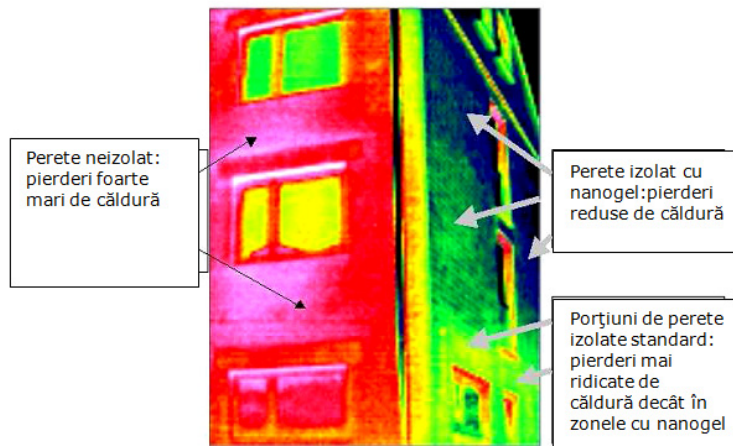 Perete neizolat:
pierderi foarte
mari de căldură
Perete izolat cu
nanogel:pierderi
reduse de căldură
Porţiuni de perete
izolate standard:
pierderi mai
ridicate de
căldură decât în
zonele cu nanogel